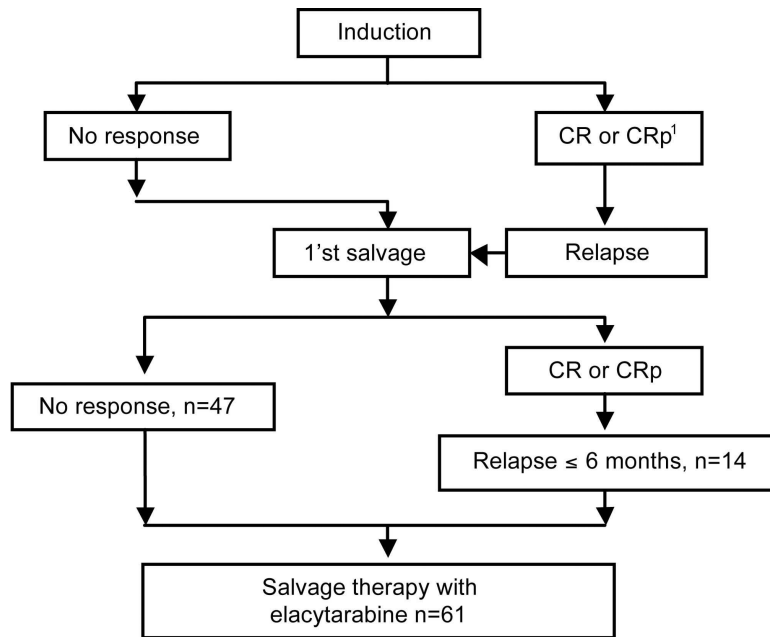 Induction
No response
CR or CRp¹
1'st salvage
Relapse
CR or CRp
No response, n=47
Relapse ≤ 6 months, n=14
Salvage therapy with
elacytarabine n=61